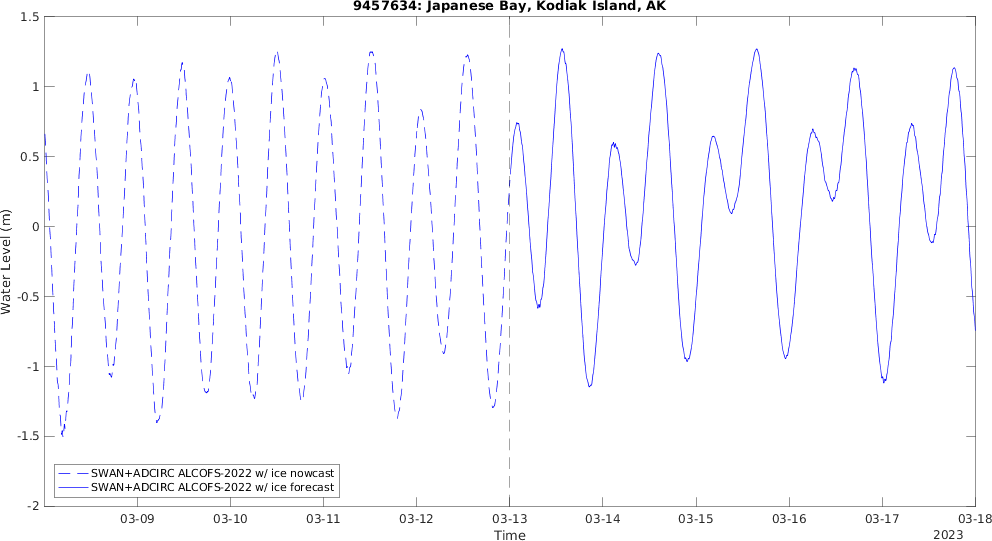 9457634: Japanese Bay, Kodiak Island, AK
1.5
1
0.5
0
-0.5
-1
-1.5
-2
Water Level (m)
SWAN+ADCIRC ALCOFS-2022 w/ ice nowcast
SWAN+ADCIRC ALCOFS-2022 w/ ice forecast
03-09 03-10 03-11 03-12 03-13 03-14 03-15 03-16 03-17 03-18
Time
2023